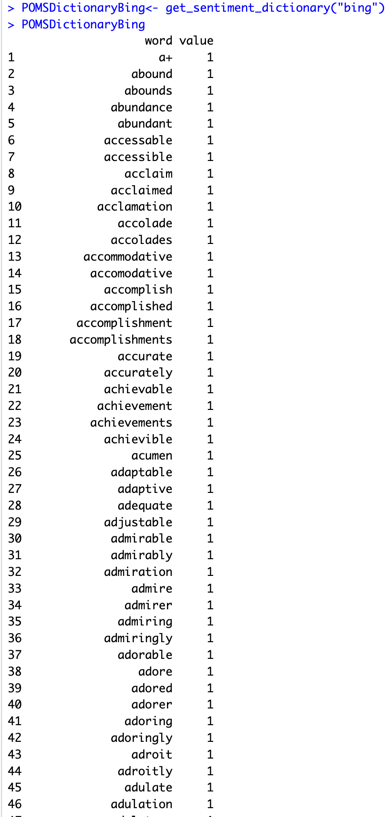 > POMSDictionaryBing<- get_sentiment_dictionary("bing")
> POMSDictionaryBing
word value
1 a+ 1
2 abound 1
3 abounds 1
4 abundance 1
5 abundant 1
6 accessable 1
7 accessible 1
8 acclaim 1
9 acclaimed 1
10 acclamation 1
11 accolade 1
12 accolades 1
13 accommodative 1
14 accomodative 1
15 accomplish 1
16 accomplished 1
17 accomplishment 1
18 accomplishments 1
19 accurate 1
20 accurately 1
21 achievable 1
22 achievement 1
23 achievements 1
24 achievible 1
25 acumen 1
26 adaptable 1
27 adaptive 1
28 adequate 1
29 adjustable 1
30 admirable 1
31 admirably 1
32 admiration 1
33 admire 1
34 admirer 1
35 admiring 1
36 admiringly 1
37 adorable 1
38 adore 1
39 adored 1
40 adorer 1
41 adoring 1
42 adoringly 1
43 adroit 1
44 adroitly 1
45 adulate 1
46 adulation 1